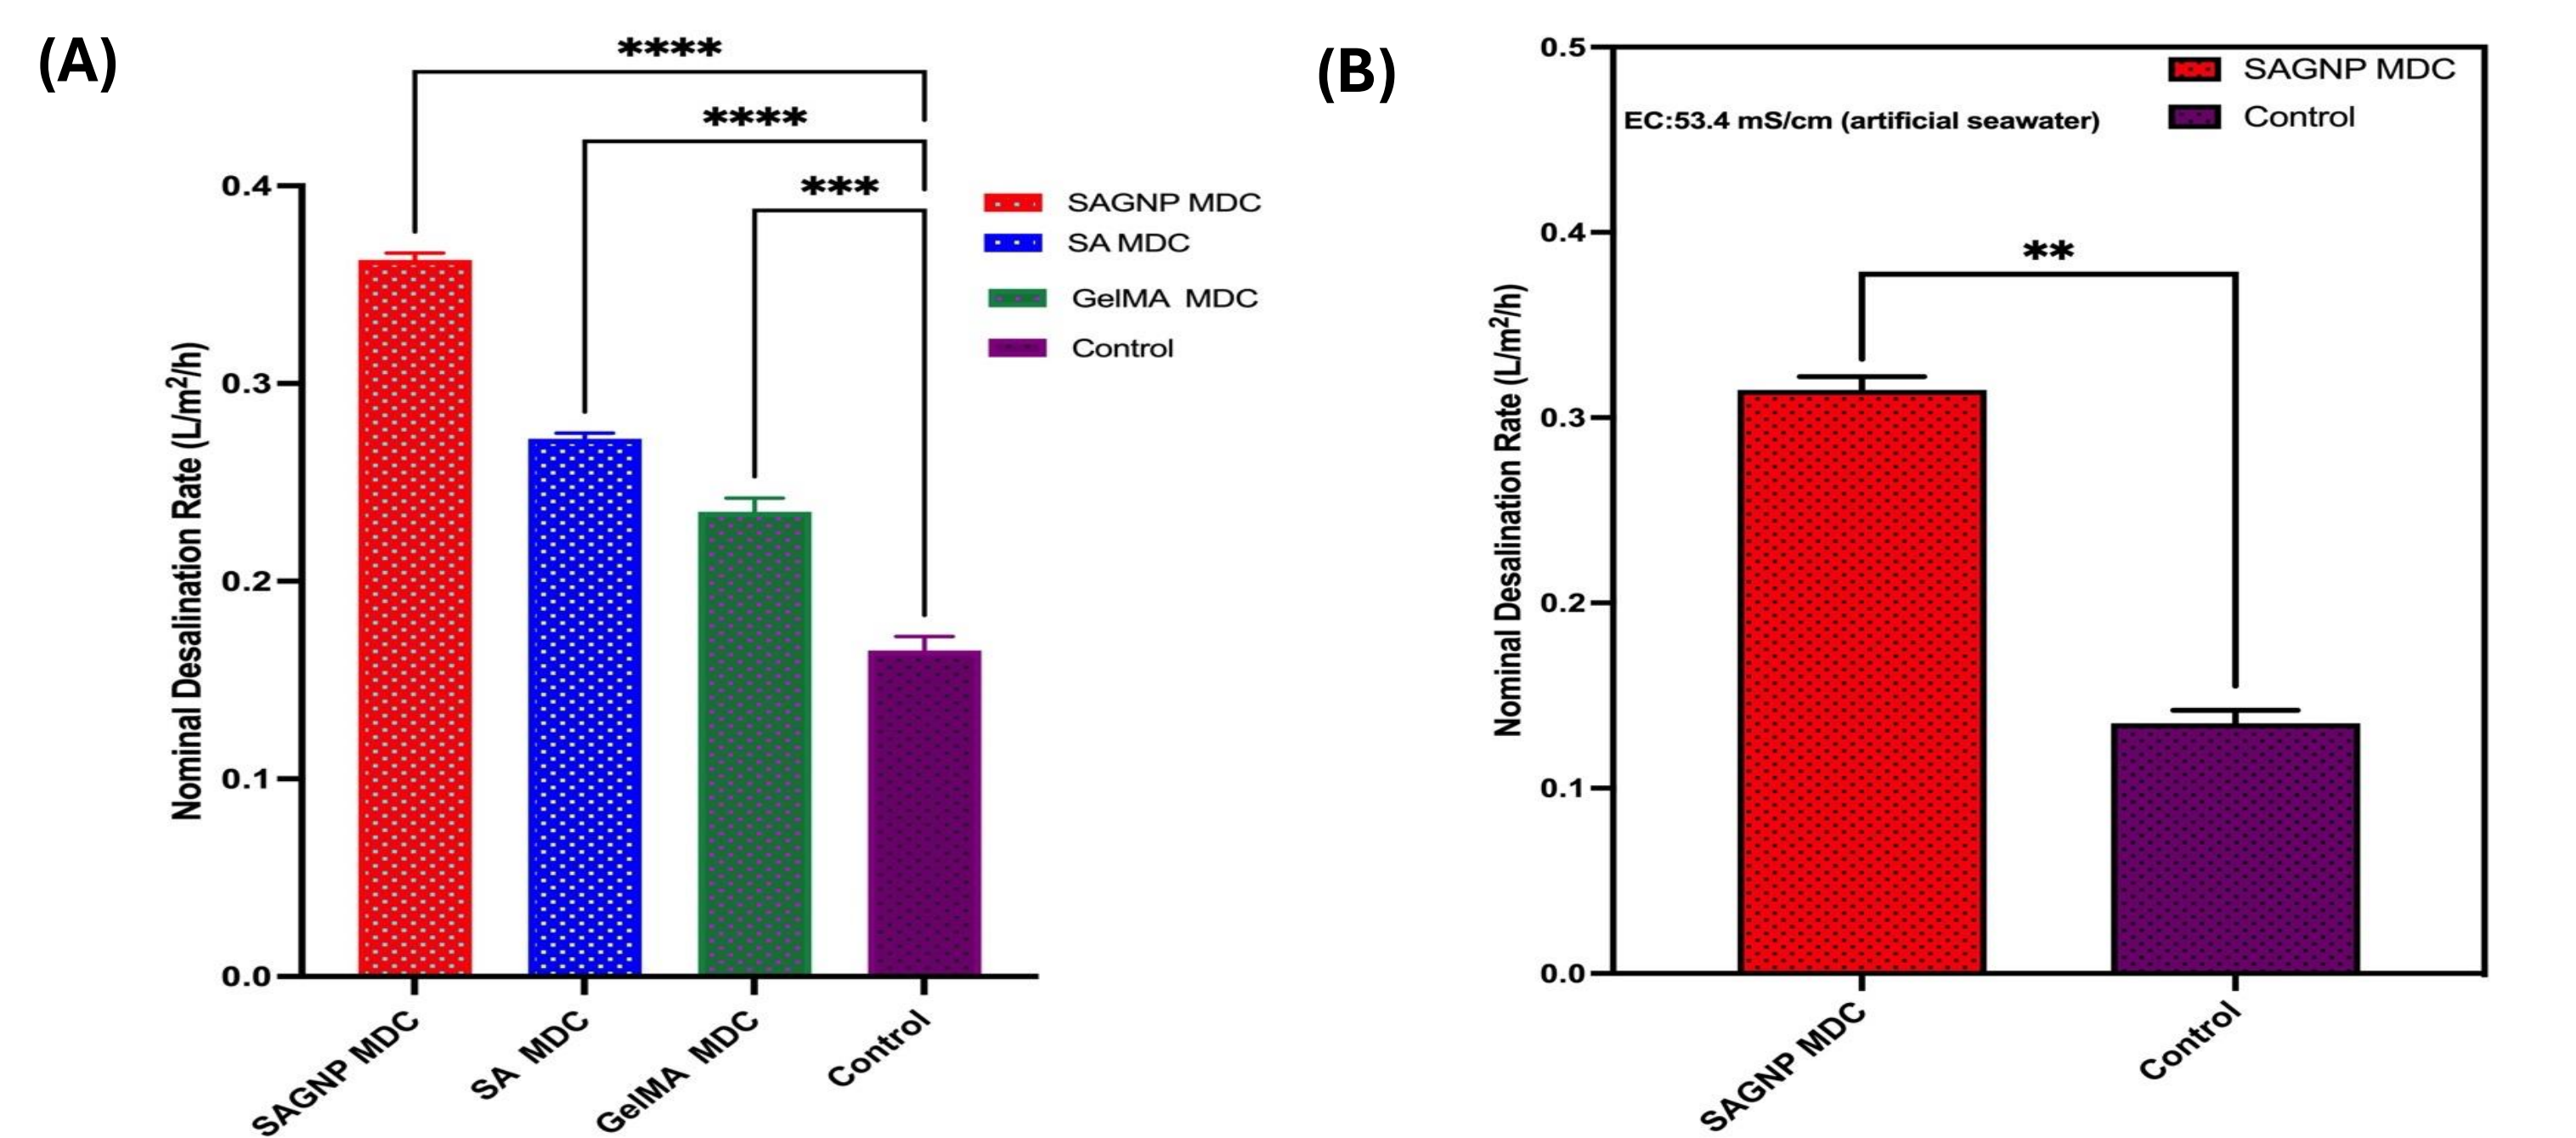 (A)
****
****
***
0.4
0.3
0.2
0.1
0.0
Nominal Desalination Rate (L/m²/h)
SAGNP MDC
SA MDC
GelMA MDC
Control
SAGNP MDC
SA MDC
GelMA MDC
Control
(B)
0.5
0.4
0.3
0.2
0.1
0.0
Nominal Desalination Rate (L/m²/h)
EC:53.4 mS/cm (artificial seawater)
SAGNP MDC
Control
**
SAGNP MDC
Control